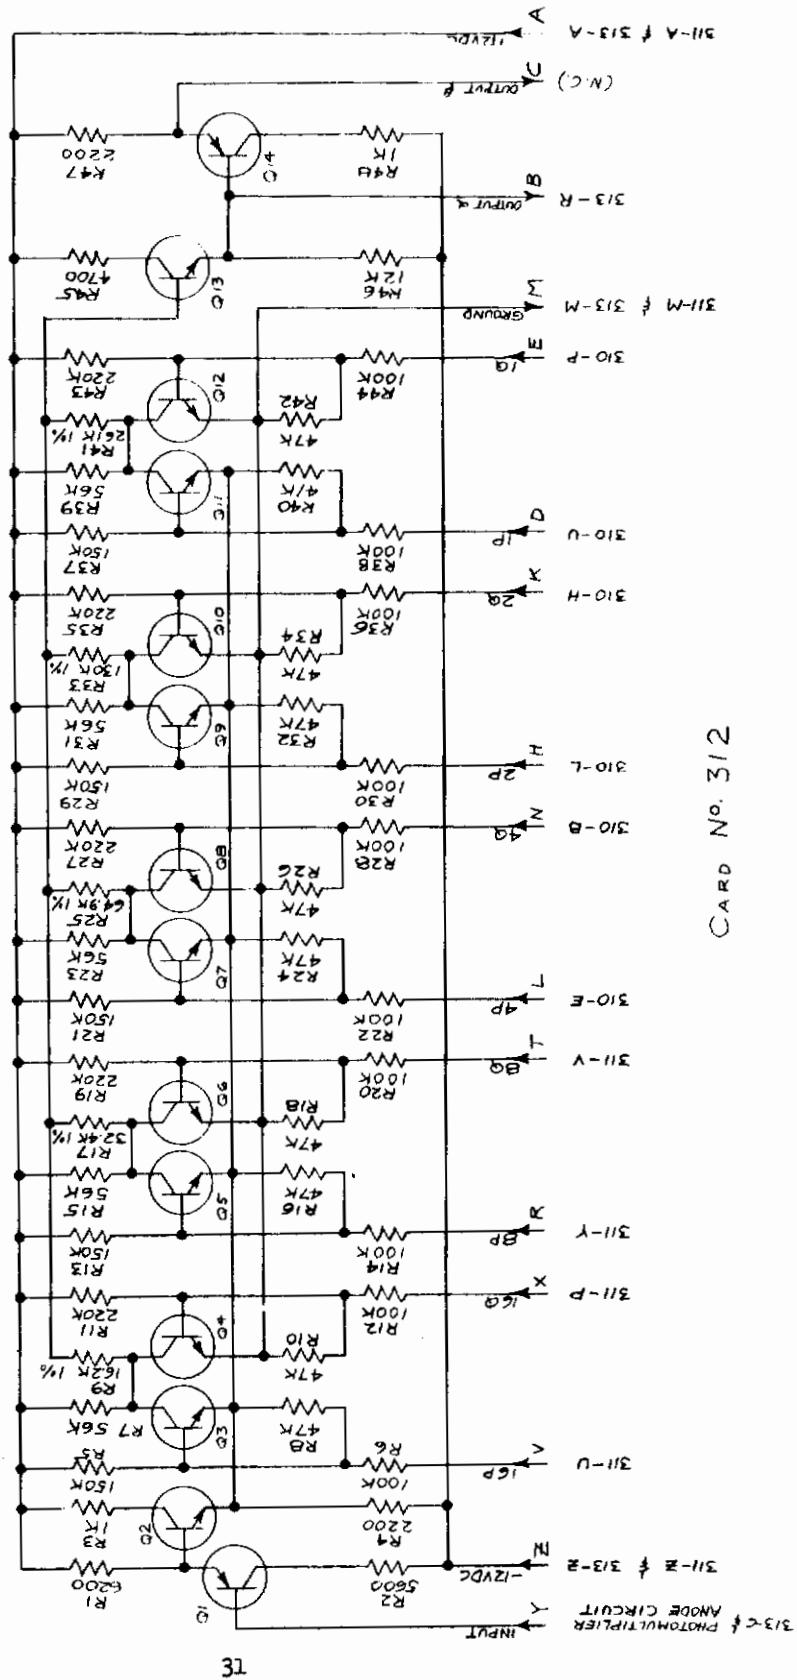 A +12VDC 311-A & 313-A
C OUTPUT β (N.C.)
R47 2200
Q14
R48 1K
B OUTPUT α 313-R
R45 4700
Q13
R46 12K
M GROUND 311-M & 313-M
E 1Q 310-P
R43 220K
Q12
R44 100K
R41 261K 1%
R42 47K
R39 56K
Q11
R40 47K
D 1P 310-U
R37 150K
R38 100K
K 2Q 310-H
R35 220K
Q10
R36 100K
R33 130K 1%
R34 47K
R31 56K
Q9
R32 47K
H 2P 310-L
R29 150K
R30 100K
N 4Q 310-B
R27 220K
Q8
R28 100K
R25 64.9K 1%
R26 47K
R23 56K
Q7
R24 47K
L 4P 310-E
R21 150K
R22 100K
T 8Q 311-V
R19 220K
Q6
R20 100K
R17 32.4K 1%
R18 47K
R15 56K
Q5
R16 47K
R 8P 311-Y
R13 150K
R14 100K
X 16Q 311-P
R11 220K
Q4
R12 100K
R9 16.2K 1%
R10 47K
R7 56K
Q3
R8 47K
V 16P 311-U
R5 150K
R6 100K
R3 1K
Q2
R4 2200
Z -12VDC 311-Z & 313-Z
R1 6200
Q1
R2 5600
Y INPUT 313-C & PHOTOMULTIPLIER
ANODE CIRCUIT
CARD No. 312
31